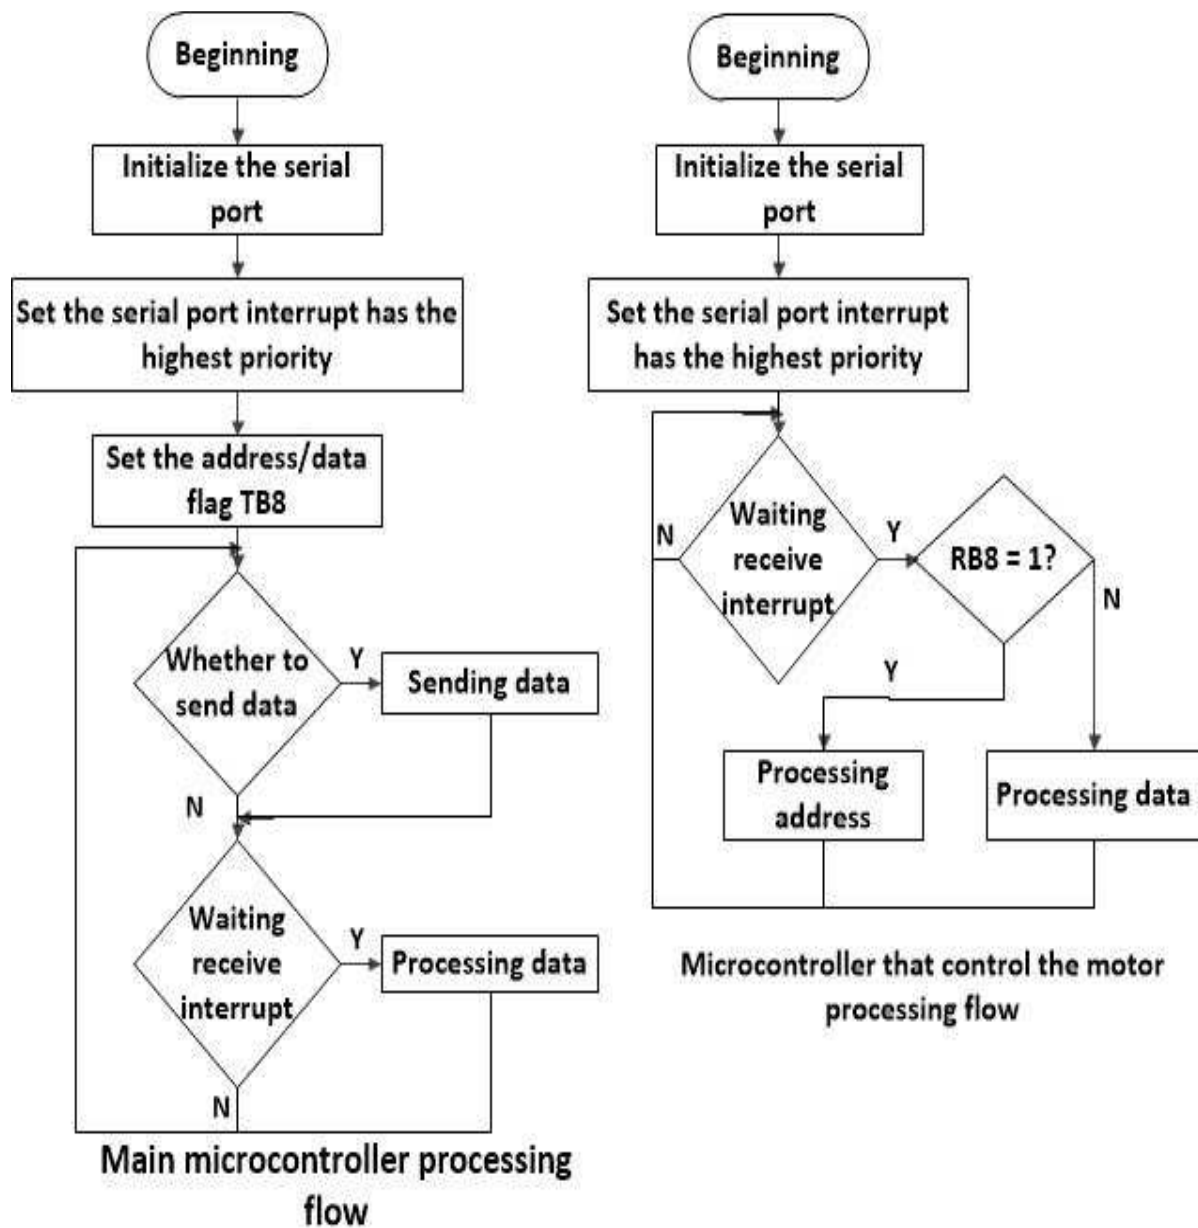 Beginning
Initialize the serial
port
Set the serial port interrupt has the
highest priority
Set the address/data
flag TB8
Whether to
send data
Y
Sending data
N
Waiting
receive
interrupt
Y
Processing data
N
Main microcontroller processing
flow
Beginning
Initialize the serial
port
Set the serial port interrupt
has the highest priority
Waiting
receive
interrupt
N
Y
RB8 = 1?
N
Y
Processing
address
Processing data
Microcontroller that control the motor
processing flow